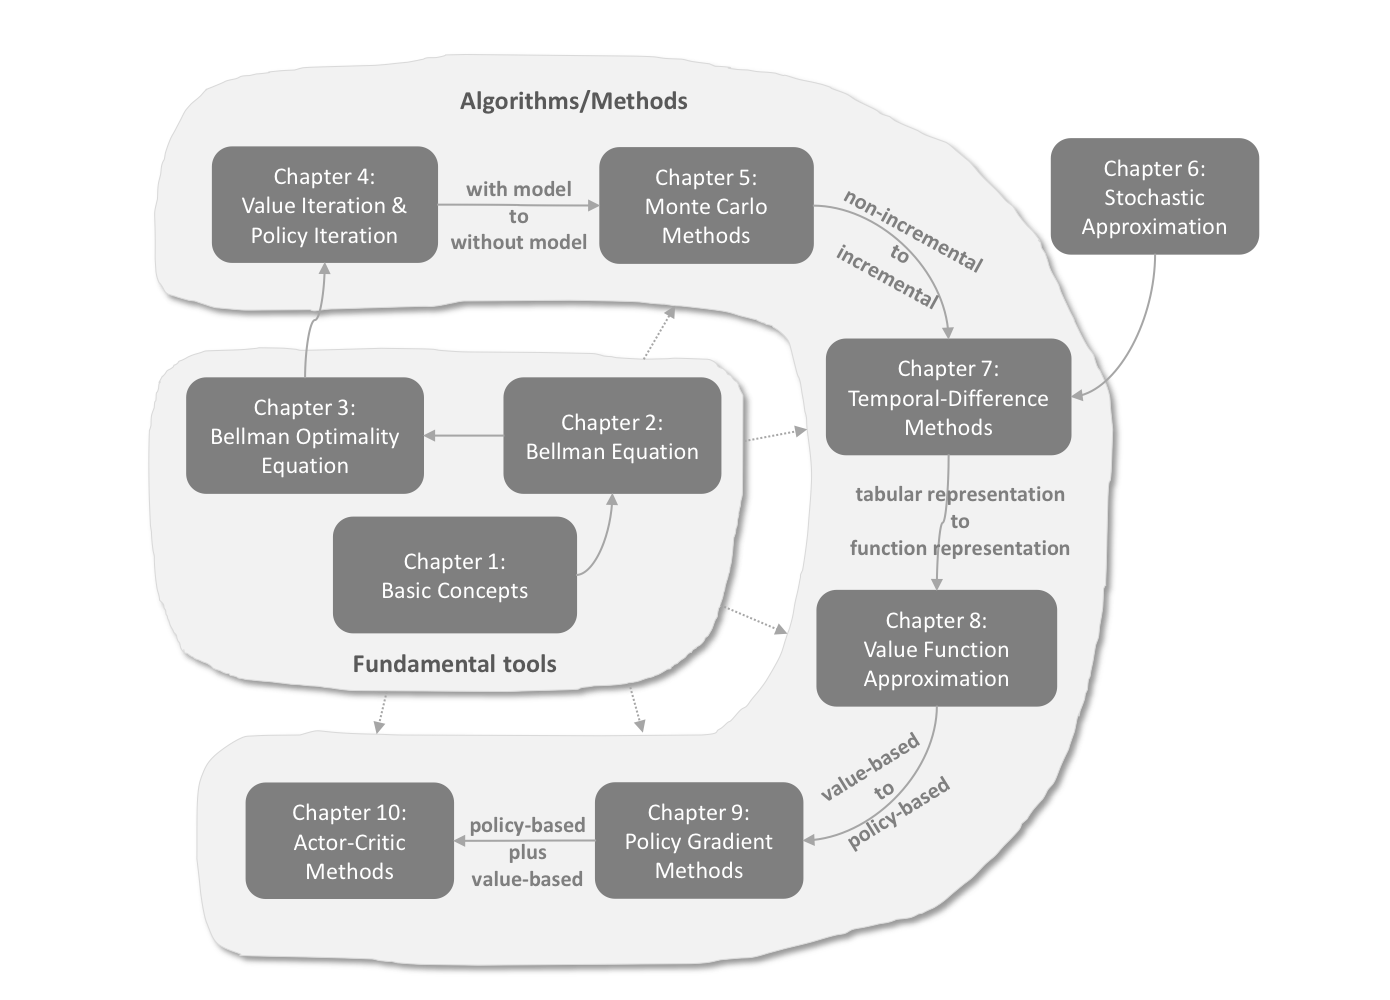 Algorithms/Methods
Chapter 4:
Value Iteration &
Policy Iteration
with model
to
without model
Chapter 5:
Monte Carlo
Methods
non-incremental
to
incremental
Chapter 6:
Stochastic
Approximation
Chapter 7:
Temporal-Difference
Methods
Chapter 3:
Bellman Optimality
Equation
Chapter 2:
Bellman Equation
Chapter 1:
Basic Concepts
Fundamental tools
tabular representation
to
function representation
Chapter 8:
Value Function
Approximation
value-based
to
policy-based
Chapter 9:
Policy Gradient
Methods
policy-based
plus
value-based
Chapter 10:
Actor-Critic
Methods